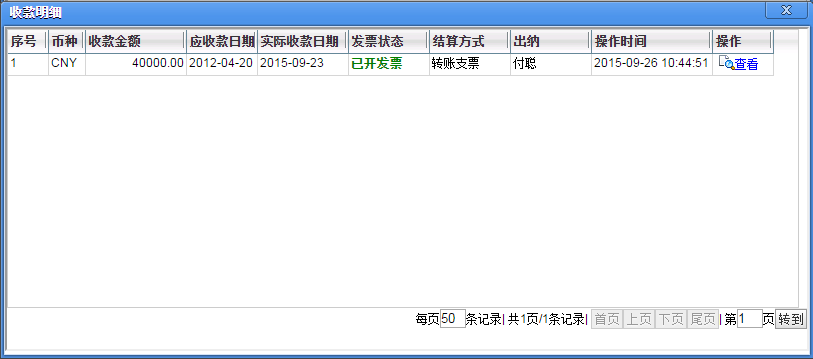 收款明细
序号 币种 收款金额 应收款日期 实际收款日期 发票状态 结算方式 出纳 操作时间 操作
1 CNY 40000.00 2012-04-20 2015-09-23 已开发票 转账支票 付聪 2015-09-26 10:44:51 查看
每页50条记录| 共1页/1条记录| 首页 上页 下页 尾页 | 第1页 转到